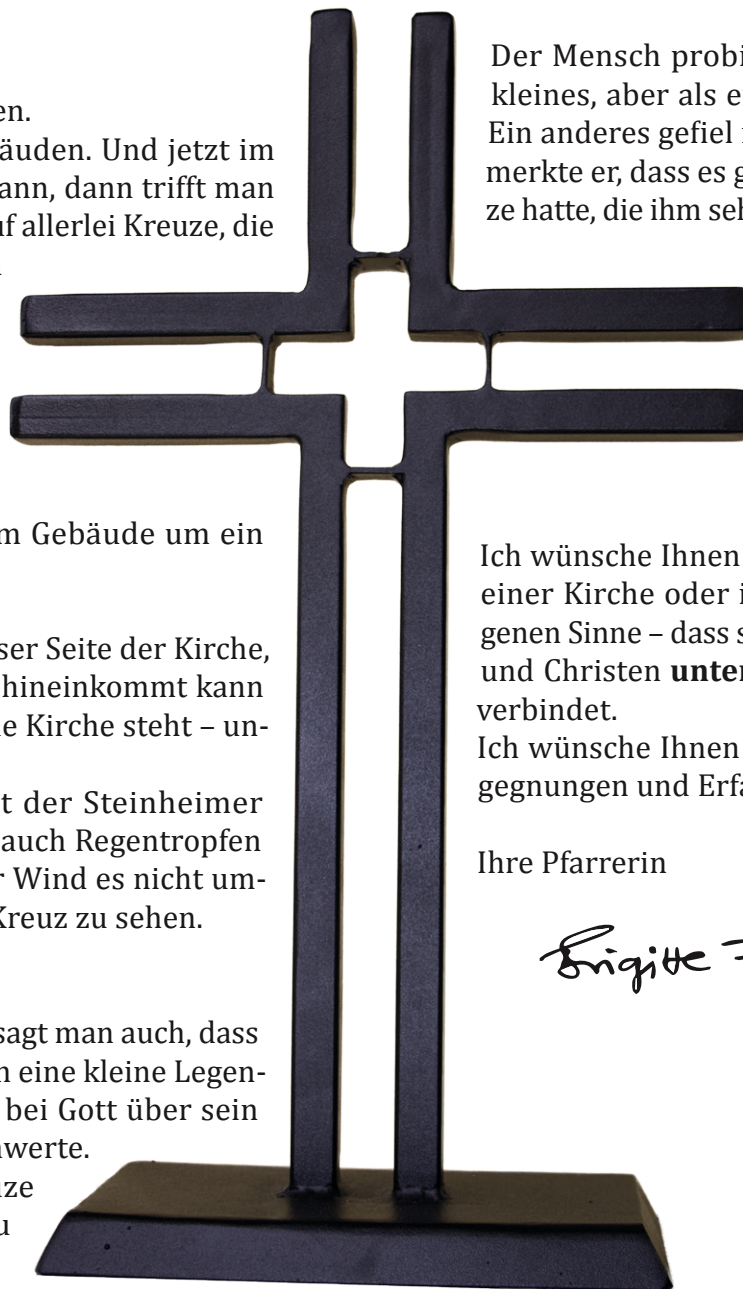 en.
äuden. Und jetzt im
ann, dann trifft man
uf allerlei Kreuze, die
m Gebäude um ein
ser Seite der Kirche,
hineinkommt kann
e Kirche steht – un-
t der Steinheimer
auch Regentropfen
r Wind es nicht um-
Kreuz zu sehen.
sagt man auch, dass
n eine kleine Legen-
bei Gott über sein
werte.
ze
u
Der Mensch probi
kleines, aber als e
Ein anderes gefiel
merkte er, dass es g
ze hatte, die ihm seh
Ich wünsche Ihnen
einer Kirche oder i
genen Sinne – dass s
und Christen unter
verbindet.
Ich wünsche Ihnen
gegnungen und Erfa
Ihre Pfarrerin
Brigitte